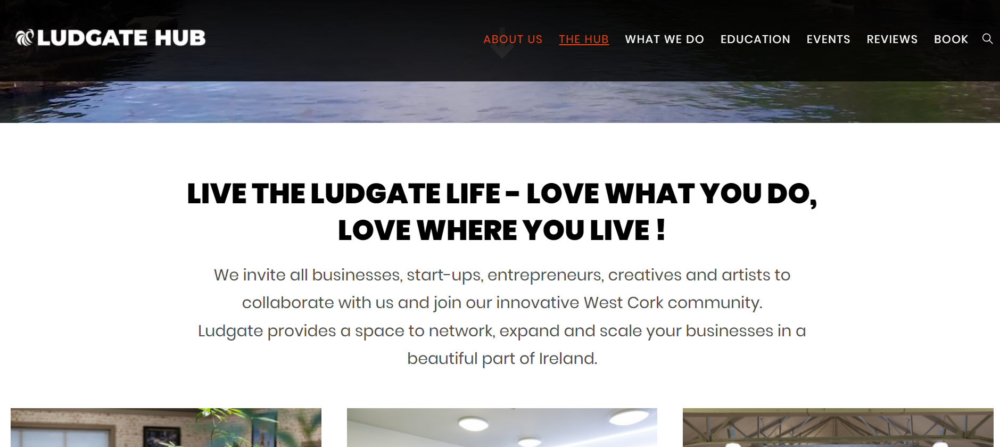 LUDGATE HUB
ABOUT US THE HUB WHAT WE DO EDUCATION EVENTS REVIEWS BOOK
LIVE THE LUDGATE LIFE - LOVE WHAT YOU DO,
LOVE WHERE YOU LIVE !
We invite all businesses, start-ups, entrepreneurs, creatives and artists to
collaborate with us and join our innovative West Cork community.
Ludgate provides a space to network, expand and scale your businesses in a
beautiful part of Ireland.